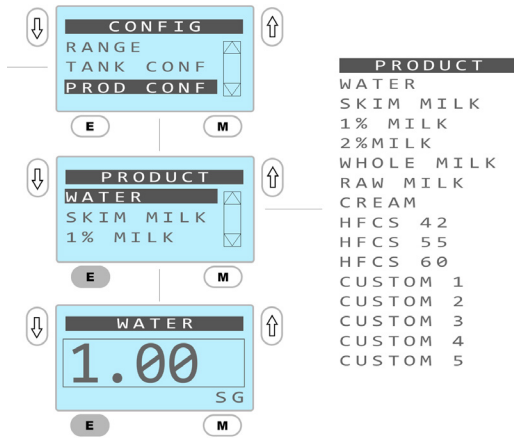 CONFIG
RANGE
TANK CONF
PROD CONF
E
M
PRODUCT
WATER
SKIM MILK
1% MILK
E
M
WATER
1.00
SG
E
M
PRODUCT
WATER
SKIM MILK
1% MILK
2%MILK
WHOLE MILK
RAW MILK
CREAM
HFCS 42
HFCS 55
HFCS 60
CUSTOM 1
CUSTOM 2
CUSTOM 3
CUSTOM 4
CUSTOM 5